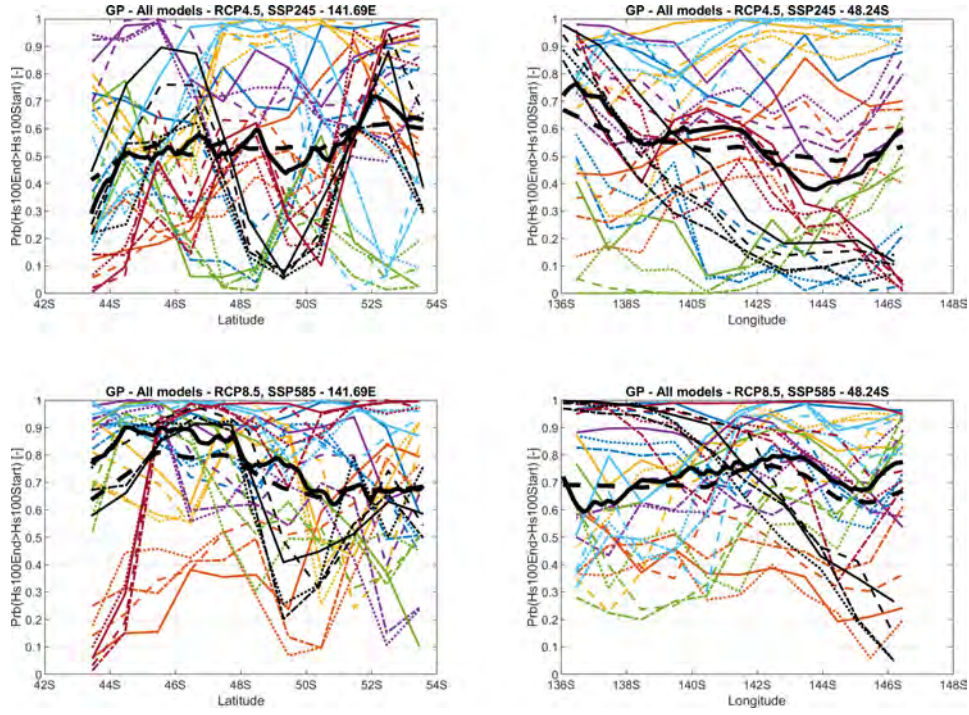 GP - All models - RCP4.5, SSP245 - 141.69E
Prb(Hs100End>Hs100Start) [-]
1
0.9
0.8
0.7
0.6
0.5
0.4
0.3
0.2
0.1
0
42S 44S 46S 48S 50S 52S 54S
Latitude
GP - All models - RCP4.5, SSP245 - 48.24S
Prb(Hs100End>Hs100Start) [-]
1
0.9
0.8
0.7
0.6
0.5
0.4
0.3
0.2
0.1
0
136S 138S 140S 142S 144S 146S 148S
Longitude
GP - All models - RCP8.5, SSP585 - 141.69E
Prb(Hs100End>Hs100Start) [-]
1
0.9
0.8
0.7
0.6
0.5
0.4
0.3
0.2
0.1
0
42S 44S 46S 48S 50S 52S 54S
Latitude
GP - All models - RCP8.5, SSP585 - 48.24S
Prb(Hs100End>Hs100Start) [-]
1
0.9
0.8
0.7
0.6
0.5
0.4
0.3
0.2
0.1
0
136S 138S 140S 142S 144S 146S 148S
Longitude